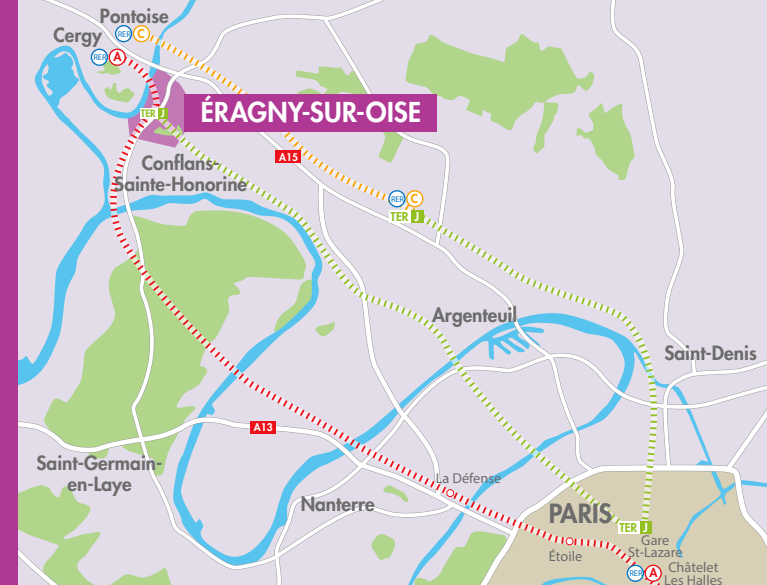 Pontoise
RER C
Cergy
RER A
TER J
ÉRAGNY-SUR-OISE
A15
Conflans-
Sainte-Honorine
RER C
TER J
Argenteuil
Saint-Denis
A13
Saint-Germain-
en-Laye
La Défense
Nanterre
PARIS
TER J
Gare
St-Lazare
Étoile
Châtelet
Les Halles
RER A